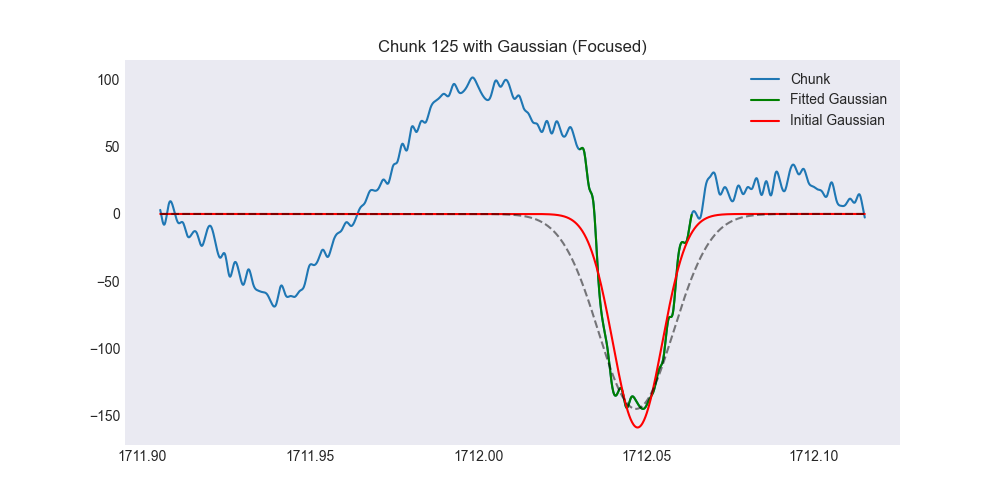 Chunk 125 with Gaussian (Focused)
Chunk
Fitted Gaussian
Initial Gaussian
100
50
0
−50
−100
−150
1711.90 1711.95 1712.00 1712.05 1712.10